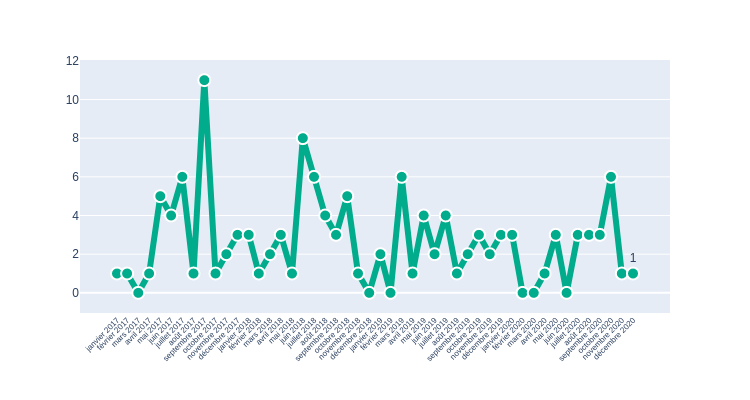 12
10
8
6
4
2
0
1
janvier 2017
février 2017
mars 2017
avril 2017
mai 2017
juin 2017
juillet 2017
août 2017
septembre 2017
octobre 2017
novembre 2017
décembre 2017
janvier 2018
février 2018
mars 2018
avril 2018
mai 2018
juin 2018
juillet 2018
août 2018
septembre 2018
octobre 2018
novembre 2018
décembre 2018
janvier 2019
février 2019
mars 2019
avril 2019
mai 2019
juin 2019
juillet 2019
août 2019
septembre 2019
octobre 2019
novembre 2019
décembre 2019
janvier 2020
février 2020
mars 2020
avril 2020
mai 2020
juin 2020
juillet 2020
août 2020
septembre 2020
octobre 2020
novembre 2020
décembre 2020